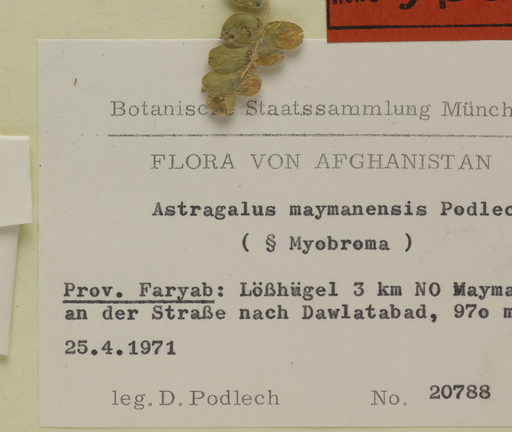 Botanische Staatssammlung Münch
FLORA VON AFGHANISTAN
Astragalus maymanensis Podlec
( § Myobroma )
Prov. Faryab: Lößhügel 3 km NO Mayma
an der Straße nach Dawlatabad, 97o m
25.4.1971
leg. D. Podlech No. 20788